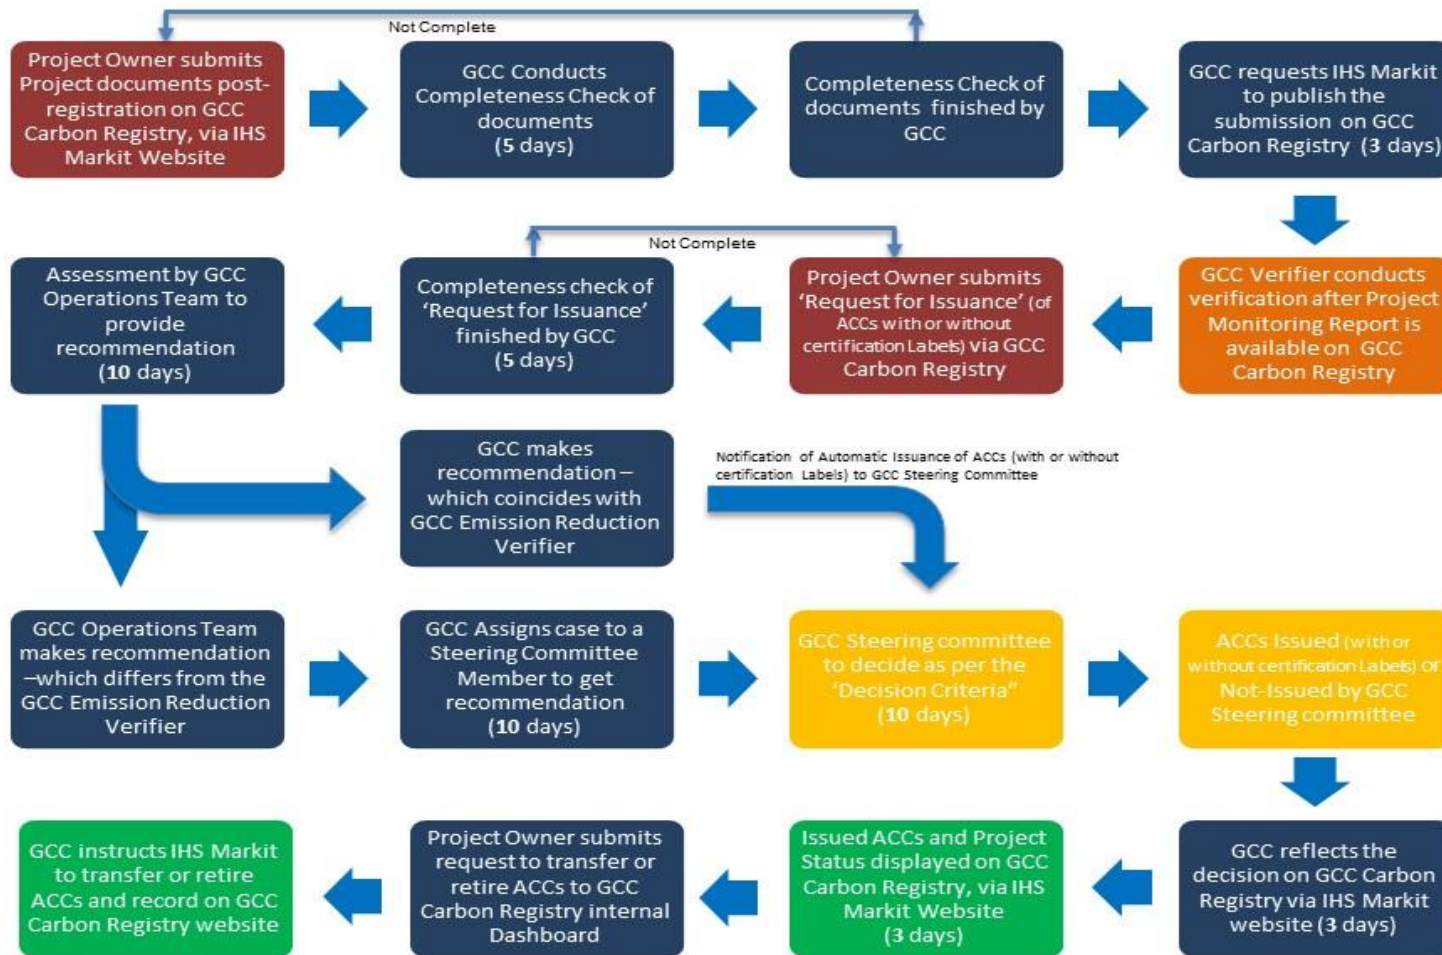 Not Complete
Project Owner submits
Project documents post-
registration on GCC
Carbon Registry, via IHS
Markit Website
GCC Conducts
Completeness Check of
documents
(5 days)
Completeness Check of
documents finished by
GCC
GCC requests IHS Markit
to publish the
submission on GCC
Carbon Registry (3 days)
Not Complete
Assessment by GCC
Operations Team to
provide
recommendation
(10 days)
Completeness check of
‘Request for Issuance’
finished by GCC
(5 days)
Project Owner submits
‘Request for Issuance’ (of
ACCs with or without
certification Labels) via GCC
Carbon Registry
GCC Verifier conducts
verification after Project
Monitoring Report is
available on GCC
Carbon Registry
GCC makes
recommendation –
which coincides with
GCC Emission Reduction
Verifier
Notification of Automatic Issuance of ACCs (with or without
certification Labels) to GCC Steering Committee
GCC Operations Team
makes recommendation
–which differs from the
GCC Emission Reduction
Verifier
GCC Assigns case to a
Steering Committee
Member to get
recommendation
(10 days)
GCC Steering committee
to decide as per the
‘Decision Criteria”
(10 days)
ACCs Issued (with or
without certification Labels) Or
Not-Issued by GCC
Steering committee
GCC instructs IHS Markit
to transfer or retire
ACCs and record on GCC
Carbon Registry website
Project Owner submits
request to transfer or
retire ACCs to GCC
Carbon Registry internal
Dashboard
Issued ACCs and Project
Status displayed on GCC
Carbon Registry, via IHS
Markit Website
(3 days)
GCC reflects the
decision on GCC Carbon
Registry via IHS Markit
website (3 days)